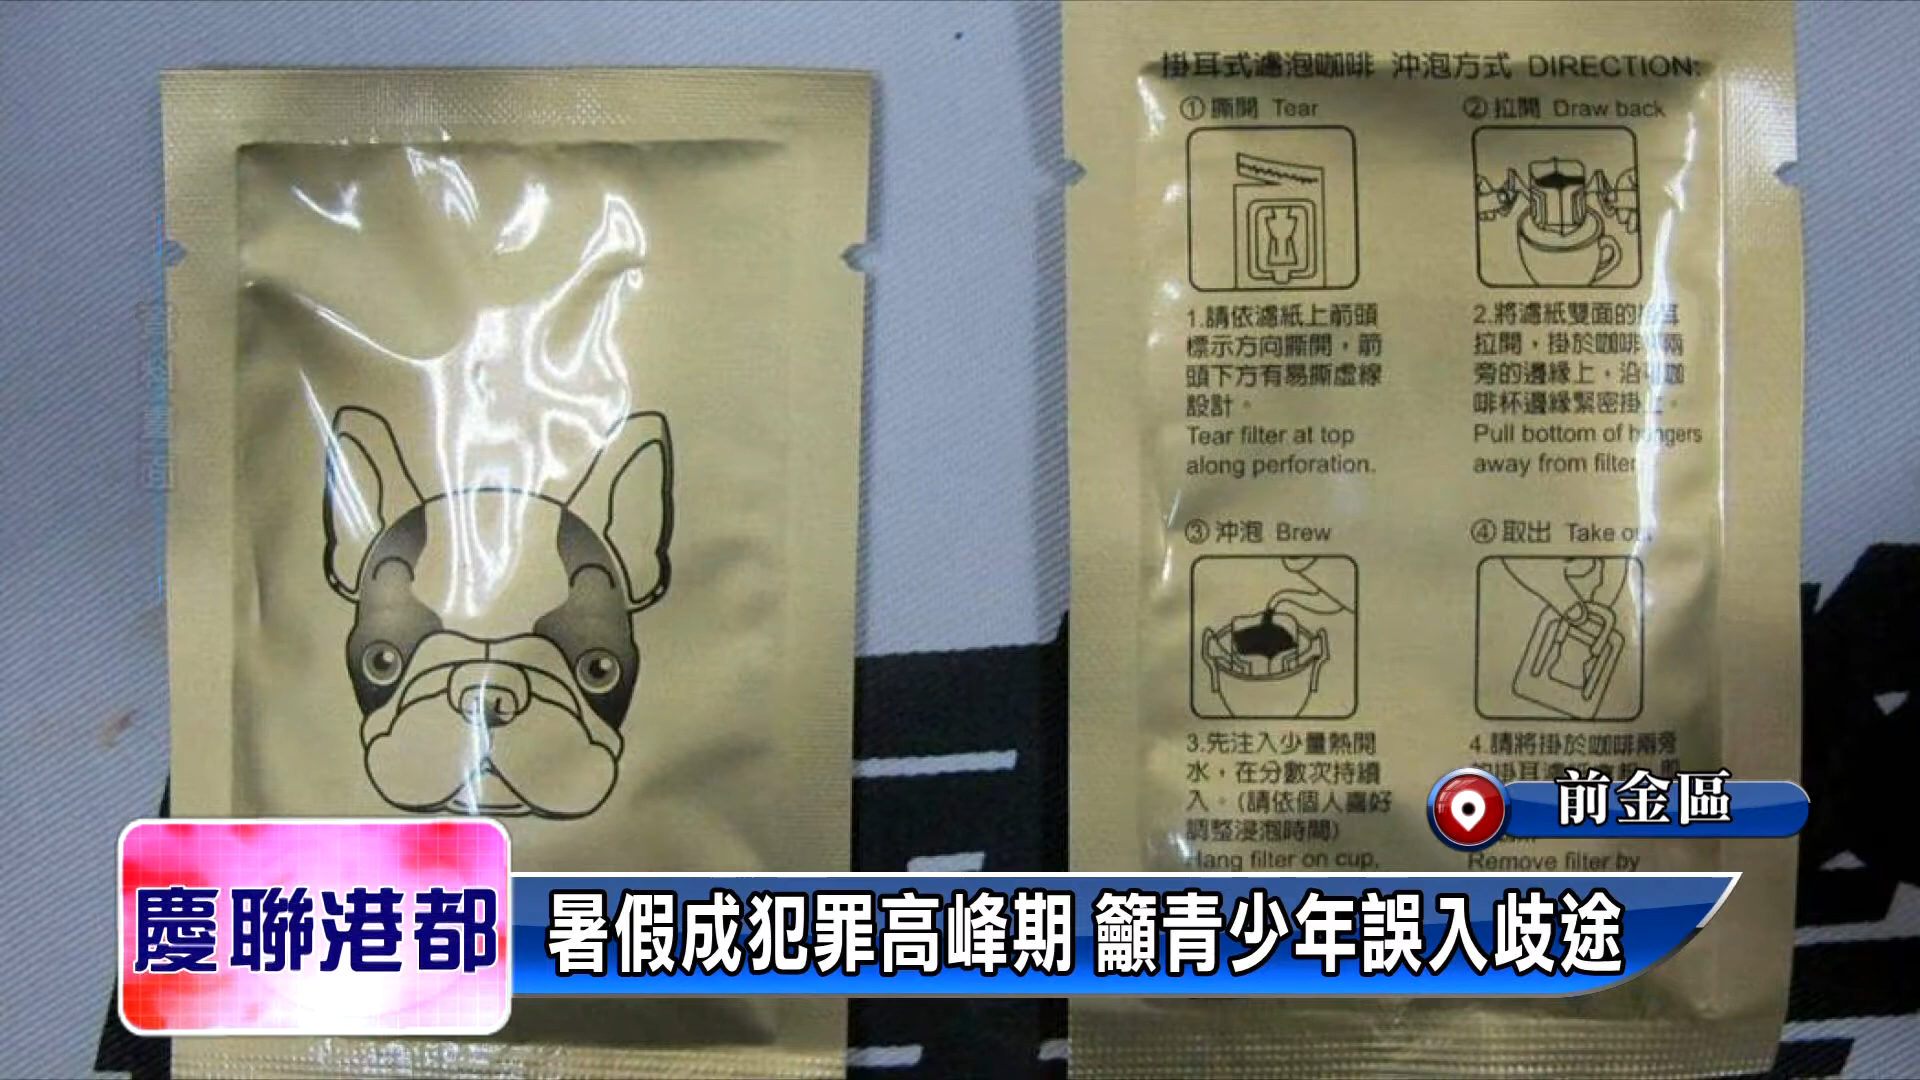 掛耳式濾泡咖啡 沖泡方式 DIRECTION:
① 撕開 Tear
② 拉開 Draw back
1.請依濾紙上箭頭
標示方向撕開，箭
頭下方有易撕虛線
設計。
Tear filter at top
along perforation.
2.將濾紙雙面的 耳
拉開，掛於咖啡 兩
旁的邊緣上，沿 咖
啡杯邊緣緊密掛上。
Pull bottom of hangers
away from filter
③ 沖泡 Brew
④ 取出 Take
3.先注入少量熱開
水，在分數次持續
入。(請依個人喜好
調整浸泡時間)
Hang filter on cup,
4.請將掛於咖啡兩旁
Remove filter by
前金區
慶聯港都
暑假成犯罪高峰期 籲青少年誤入歧途